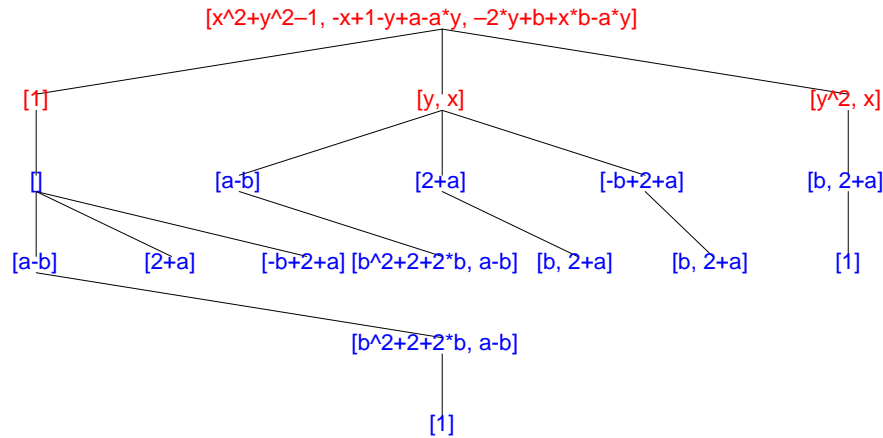 [x^2+y^2–1, -x+1-y+a-a*y, –2*y+b+x*b-a*y]
[1] [y, x] [y^2, x]
[] [a-b] [2+a] [-b+2+a] [b, 2+a]
[a-b] [2+a] [-b+2+a] [b^2+2+2*b, a-b] [b, 2+a] [b, 2+a] [1]
[b^2+2+2*b, a-b]
[1]